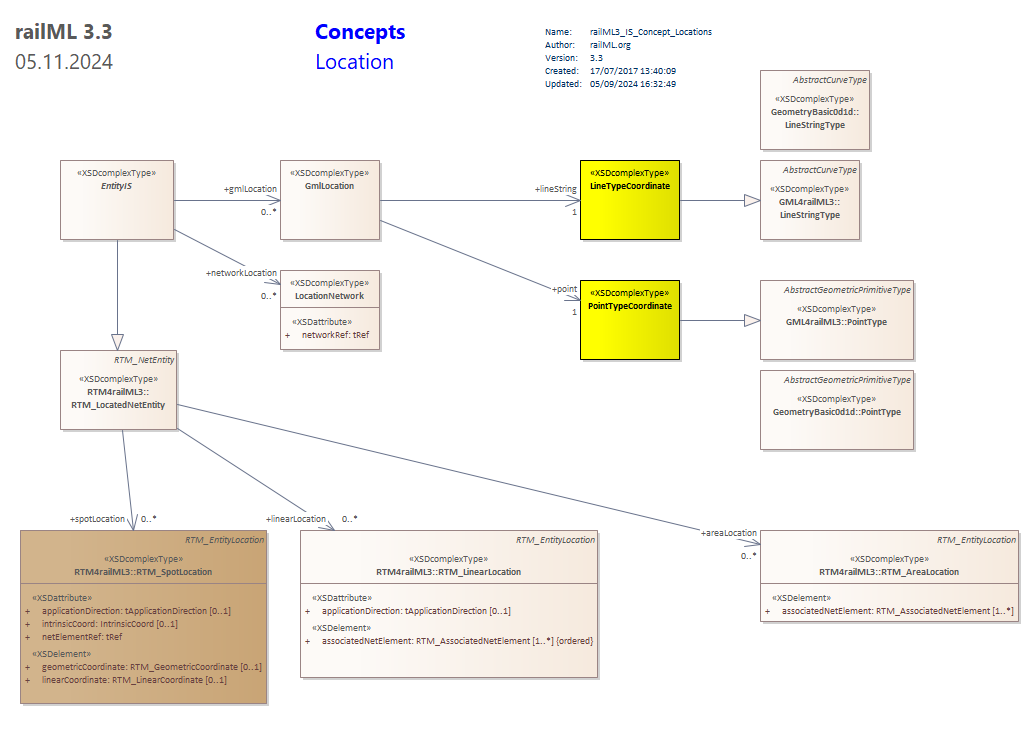 railML 3.3
05.11.2024
Concepts
Location
Name: railML3_IS_Concept_Locations
Author: railML.org
Version: 3.3
Created: 17/07/2017 13:40:09
Updated: 05/09/2024 16:32:49
AbstractCurveType
«XSDcomplexType»
GeometryBasic0d1d::
LineStringType
«XSDcomplexType»
EntityIS
+gmlLocation
0..*
«XSDcomplexType»
GmlLocation
+lineString
1
«XSDcomplexType»
LineTypeCoordinate
AbstractCurveType
«XSDcomplexType»
GML4railML3::
LineStringType
+networkLocation
0..*
«XSDcomplexType»
LocationNetwork
«XSDattribute»
+ networkRef: tRef
+point
1
«XSDcomplexType»
PointTypeCoordinate
AbstractGeometricPrimitiveType
«XSDcomplexType»
GML4railML3::PointType
AbstractGeometricPrimitiveType
«XSDcomplexType»
GeometryBasic0d1d::PointType
RTM_NetEntity
«XSDcomplexType»
RTM4railML3::
RTM_LocatedNetEntity
+spotLocation 0..*
+linearLocation 0..*
+areaLocation
0..*
RTM_EntityLocation
«XSDcomplexType»
RTM4railML3::RTM_SpotLocation
«XSDattribute»
+ applicationDirection: tApplicationDirection [0..1]
+ intrinsicCoord: IntrinsicCoord [0..1]
+ netElementRef: tRef
«XSDelement»
+ geometricCoordinate: RTM_GeometricCoordinate [0..1]
+ linearCoordinate: RTM_LinearCoordinate [0..1]
RTM_EntityLocation
«XSDcomplexType»
RTM4railML3::RTM_LinearLocation
«XSDattribute»
+ applicationDirection: tApplicationDirection [0..1]
«XSDelement»
+ associatedNetElement: RTM_AssociatedNetElement [1..*] {ordered}
RTM_EntityLocation
«XSDcomplexType»
RTM4railML3::RTM_AreaLocation
«XSDelement»
+ associatedNetElement: RTM_AssociatedNetElement [1..*]